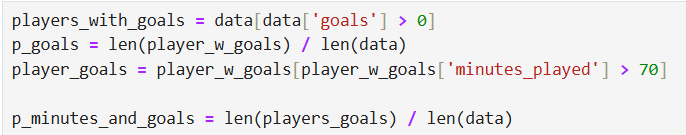 players_with_goals = data[data['goals'] > 0]
p_goals = len(player_w_goals) / len(data)
player_goals = player_w_goals[player_w_goals['minutes_played'] > 70]
p_minutes_and_goals = len(players_goals) / len(data)